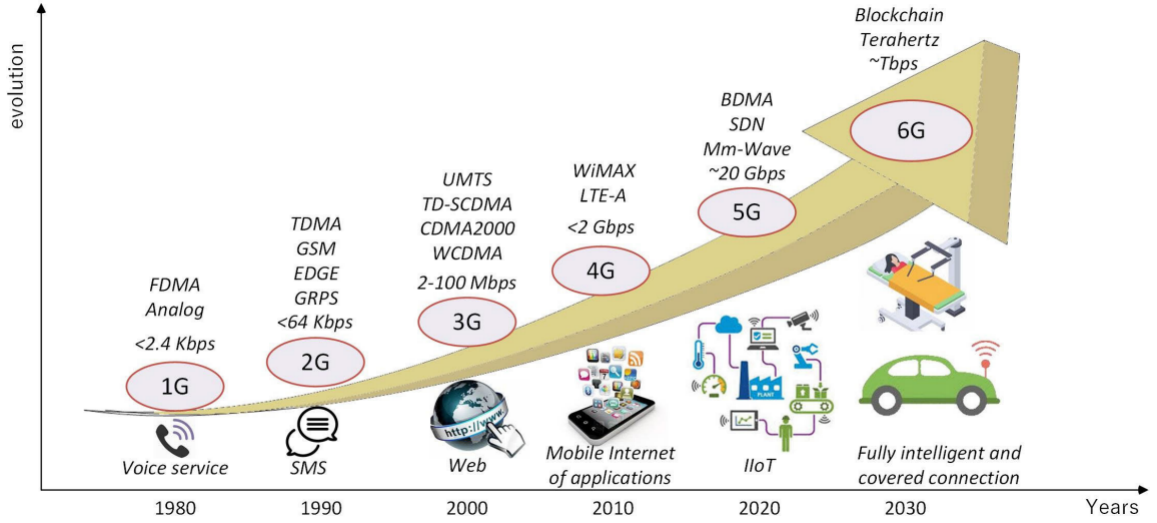 evolution
Blockchain
Terahertz
~Tbps
6G
BDMA
SDN
Mm-Wave
~20 Gbps
5G
WiMAX
LTE-A
<2 Gbps
4G
UMTS
TD-SCDMA
CDMA2000
WCDMA
2-100 Mbps
3G
TDMA
GSM
EDGE
GRPS
<64 Kbps
2G
FDMA
Analog
<2.4 Kbps
1G
http://www.
PLANT
Voice service
SMS
Web
Mobile Internet
of applications
IIoT
Fully intelligent and
covered connection
1980
1990
2000
2010
2020
2030
Years